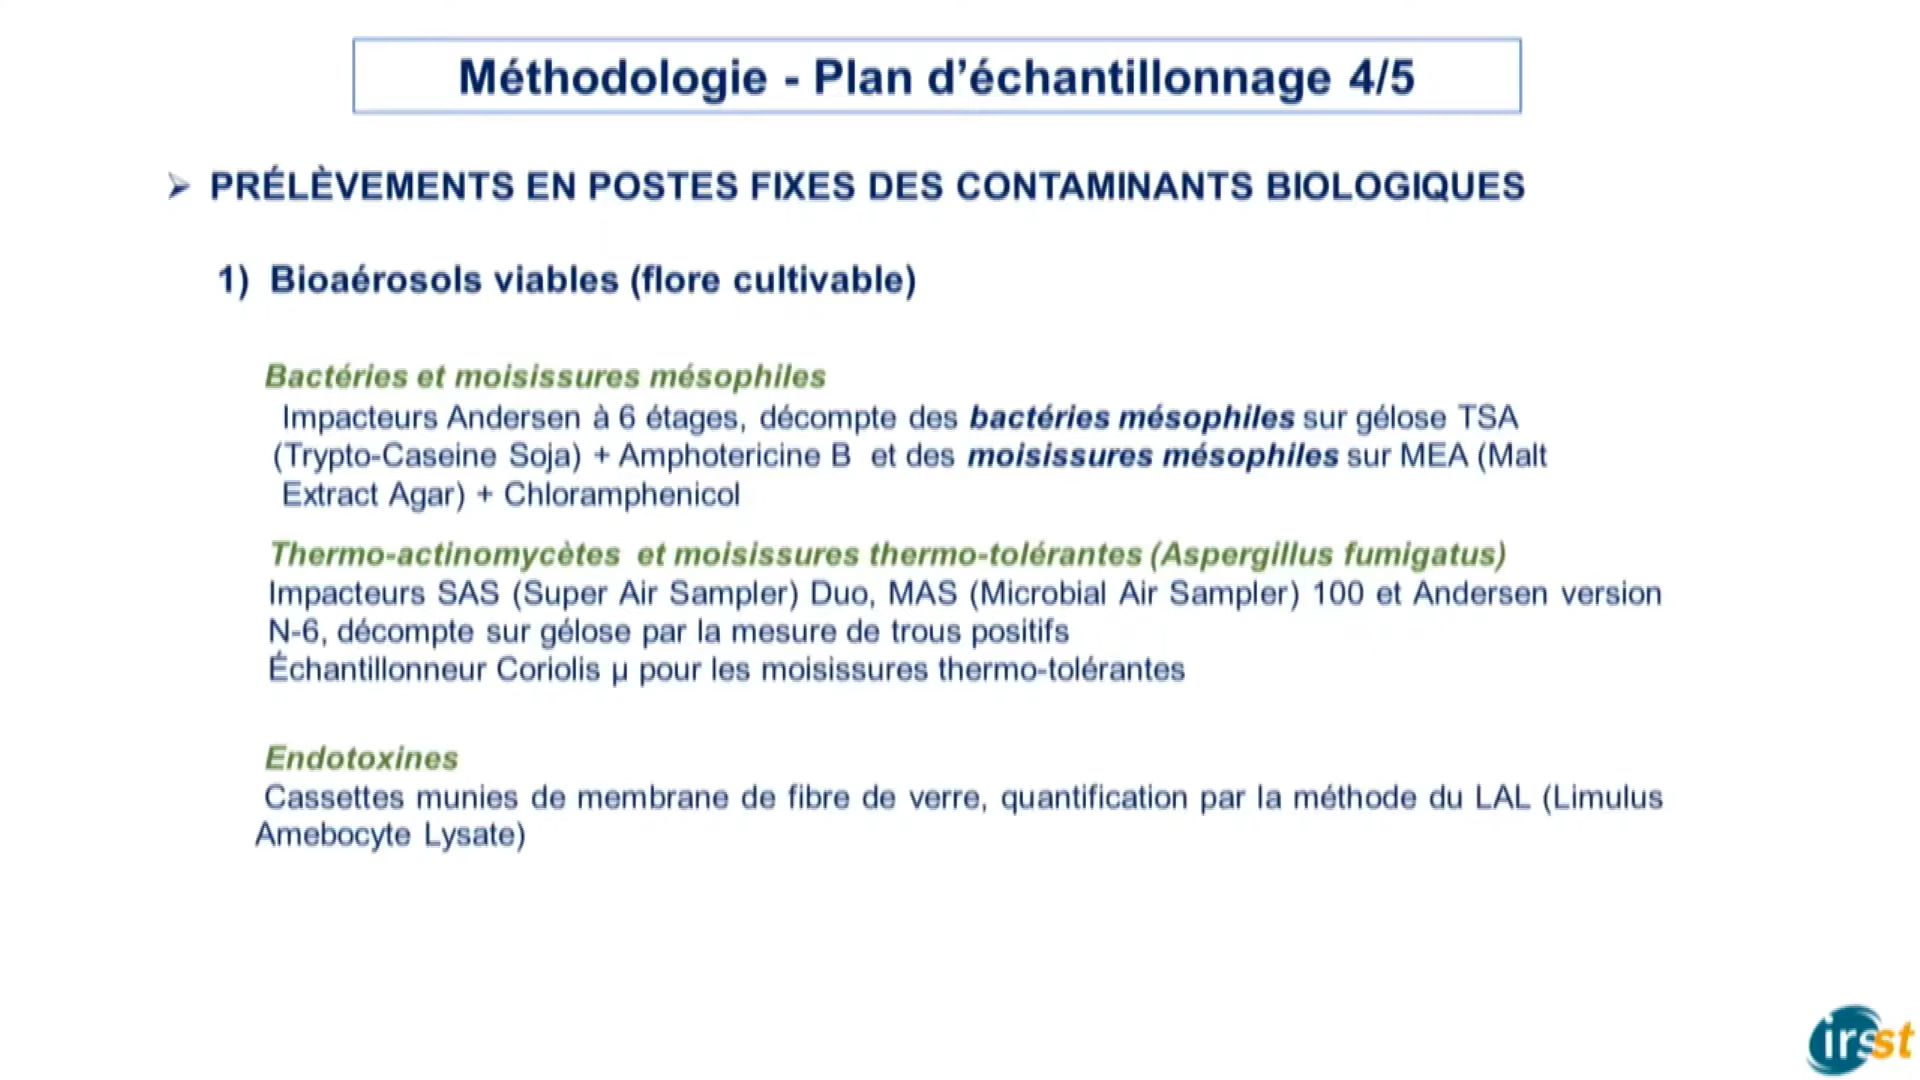 Méthodologie - Plan d’échantillonnage 4/5
➢ PRÉLÈVEMENTS EN POSTES FIXES DES CONTAMINANTS BIOLOGIQUES
1) Bioaérosols viables (flore cultivable)
Bactéries et moisissures mésophiles
Impacteurs Andersen à 6 étages, décompte des bactéries mésophiles sur gélose TSA
(Trypto-Caseine Soja) + Amphotericine B et des moisissures mésophiles sur MEA (Malt
Extract Agar) + Chloramphenicol
Thermo-actinomycètes et moisissures thermo-tolérantes (Aspergillus fumigatus)
Impacteurs SAS (Super Air Sampler) Duo, MAS (Microbial Air Sampler) 100 et Andersen version
N-6, décompte sur gélose par la mesure de trous positifs
Échantillonneur Coriolis µ pour les moisissures thermo-tolérantes
Endotoxines
Cassettes munies de membrane de fibre de verre, quantification par la méthode du LAL (Limulus
Amebocyte Lysate)
irsst